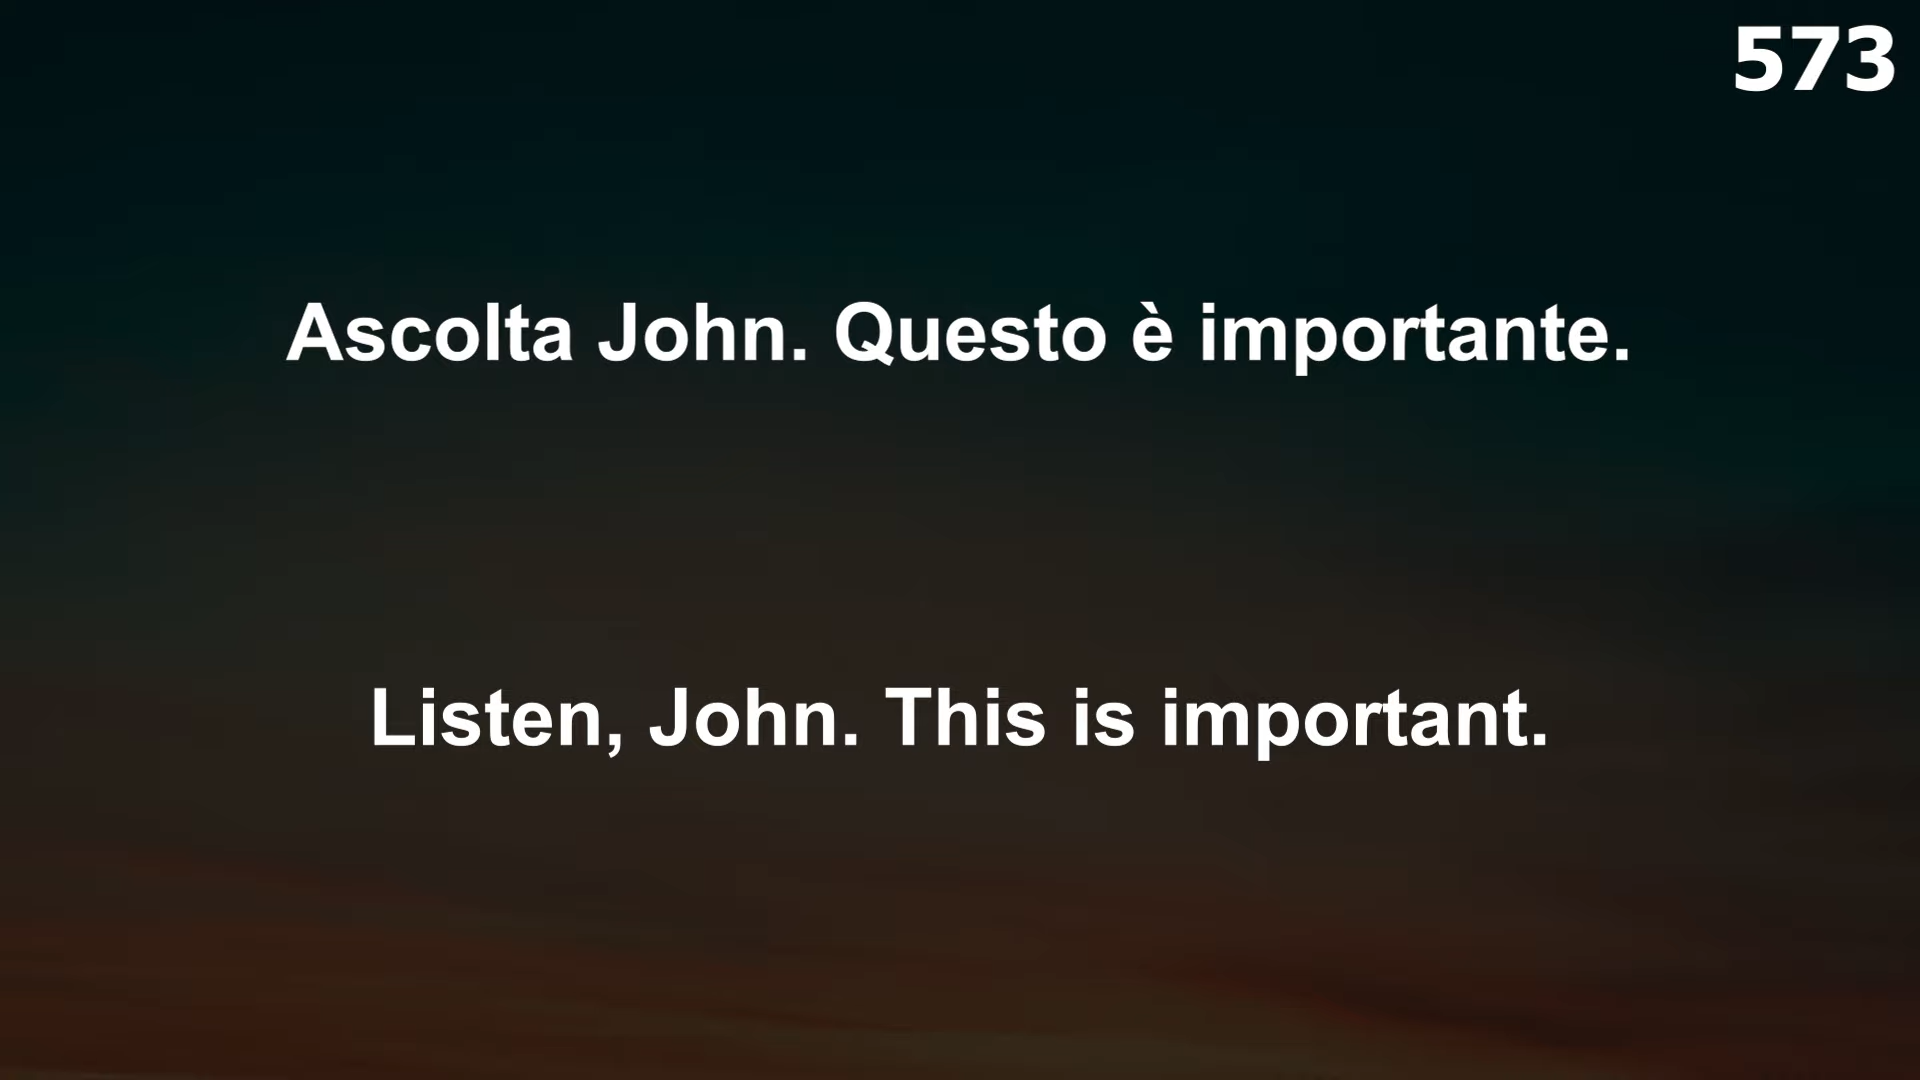 573
Ascolta John. Questo è importante.
Listen, John. This is important.